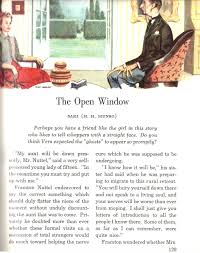 The Open Window
SAKI (H. H. MUNRO)
Perhaps you have a friend like the girl in this story
who likes to tell whoppers with a straight face. Do you
think Vera expected the "ghosts" to appear so promptly?
"My aunt will be down pres-
ently, Mr. Nuttel," said a very self-
possessed young lady of fifteen. "In
the meantime you must try and put
up with me."
Framton Nuttel endeavored to
say the correct something which
should duly flatter the niece of the
moment without unduly discount-
ing the aunt that was to come. Pri-
vately he doubted more than ever
whether these formal visits on a
succession of total strangers would
do much toward helping the nerve
cure which he was supposed to be
undergoing.
"I know how it will be," his sis-
ter had said when he was preparing
to migrate to this rural retreat.
"You will bury yourself down there
and not speak to a living soul, and
your nerves will be worse than ever
from moping. I shall just give you
letters of introduction to all the
people I know there. Some of them,
as far as I can remember, were
quite nice."
Framton wondered whether Mrs.
179